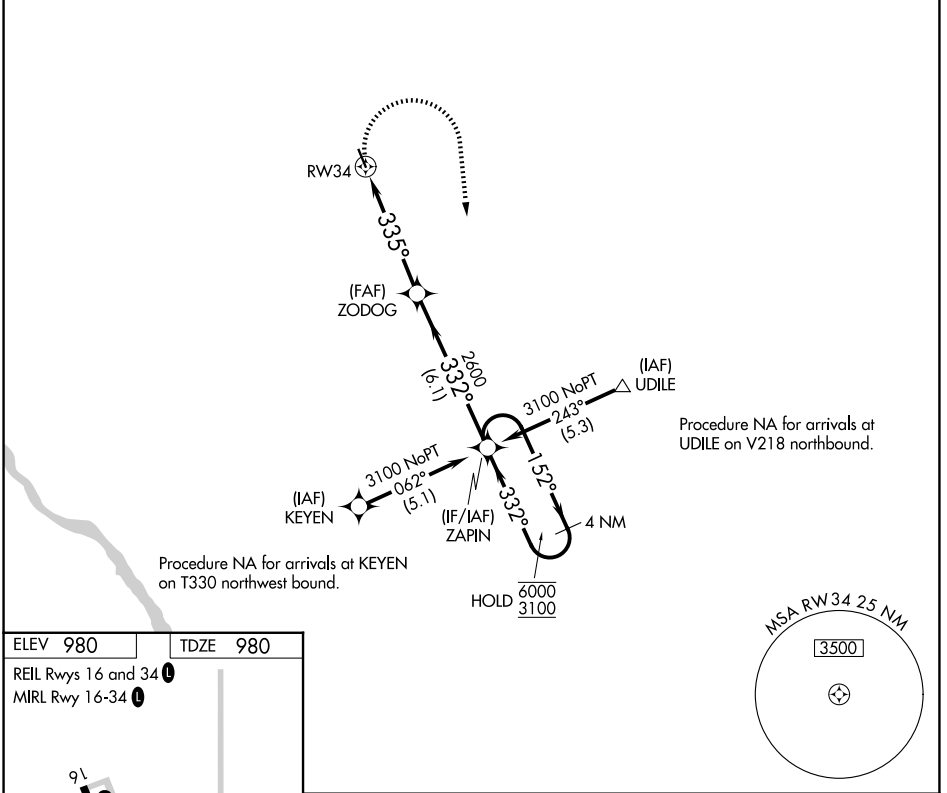 RW34
335°
(FAF)
ZODOG
2600
332°
(6.1)
(IAF)
UDILE
3100 NoPT
243°
(5.3)
Procedure NA for arrivals at
UDILE on V218 northbound.
3100 NoPT
062°
(5.1)
(IAF)
KEYEN
(IF/IAF)
ZAPIN
152°
332°
4 NM
HOLD 6000
3100
Procedure NA for arrivals at KEYEN
on T330 northwest bound.
MSA RW34 25 NM
3500
ELEV 980
TDZE 980
REIL Rwys 16 and 34 L
MIRL Rwy 16-34 L
16